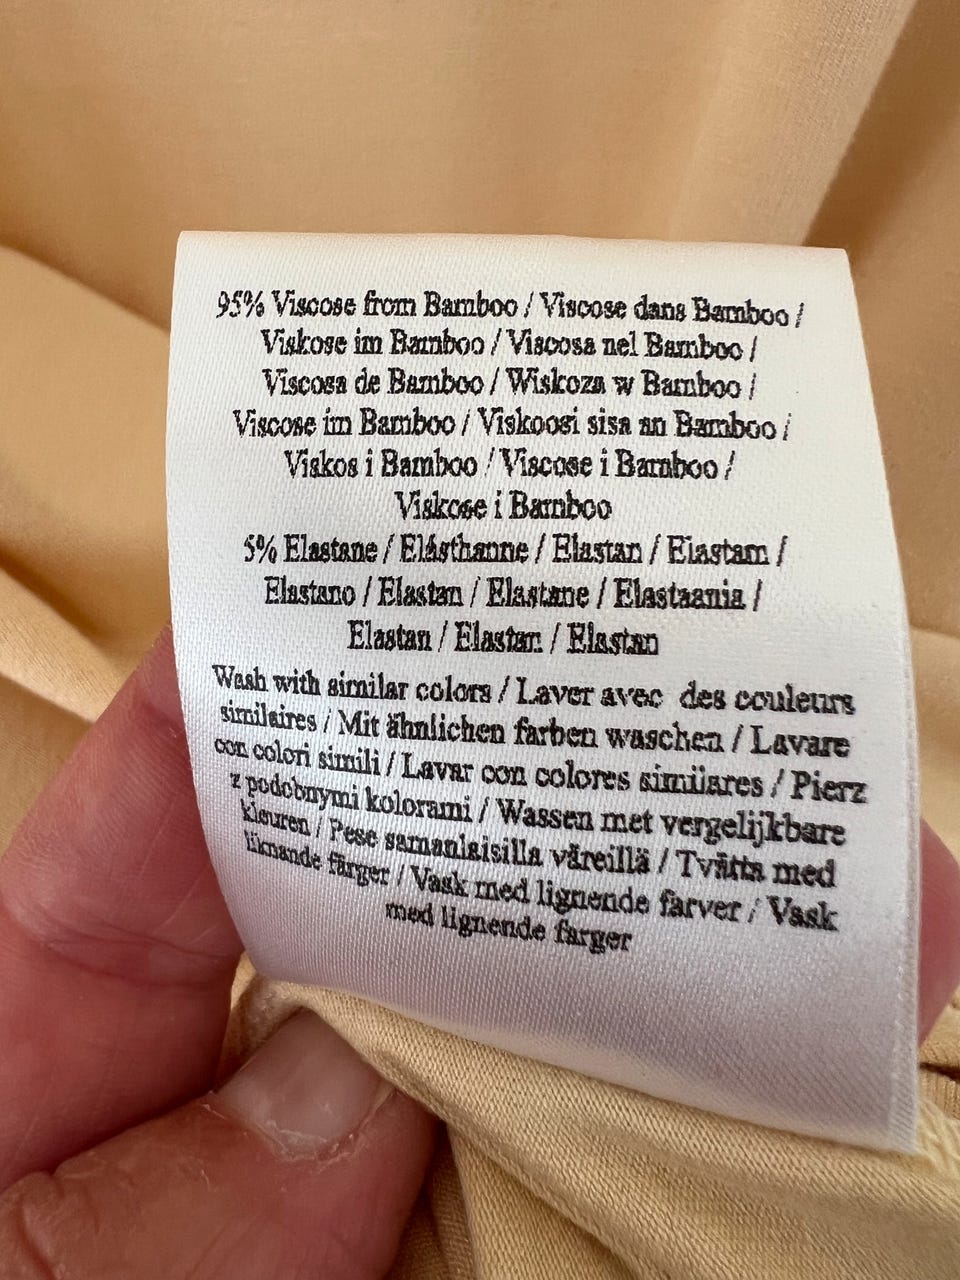 95% Viscose from Bamboo / Viscose dans Bamboo /
Viskose im Bamboo / Viscosa nel Bamboo /
Viscosa de Bamboo / Wiskoza w Bamboo /
Viscose im Bamboo / Viskoosi sisa an Bamboo /
Viskos i Bamboo / Viscose i Bamboo /
Viskose i Bamboo
5% Elastane / Elásthanne / Elastan / Elastam /
Elastano / Elastan / Elastane / Elastaania /
Elastan / Elastan / Elastan
Wash with similar colors / Laver avec des couleurs
similaires / Mit ähnlichen farben waschen / Lavare
con colori simili / Lavar con colores similares / Pierz
z podobnymi kolorami / Wassen met vergelijkbare
kleuren / Pese samanlaisilla väreillä / Tvätta med
liknande färger / Vask med lignende farver / Vask
med lignende farger